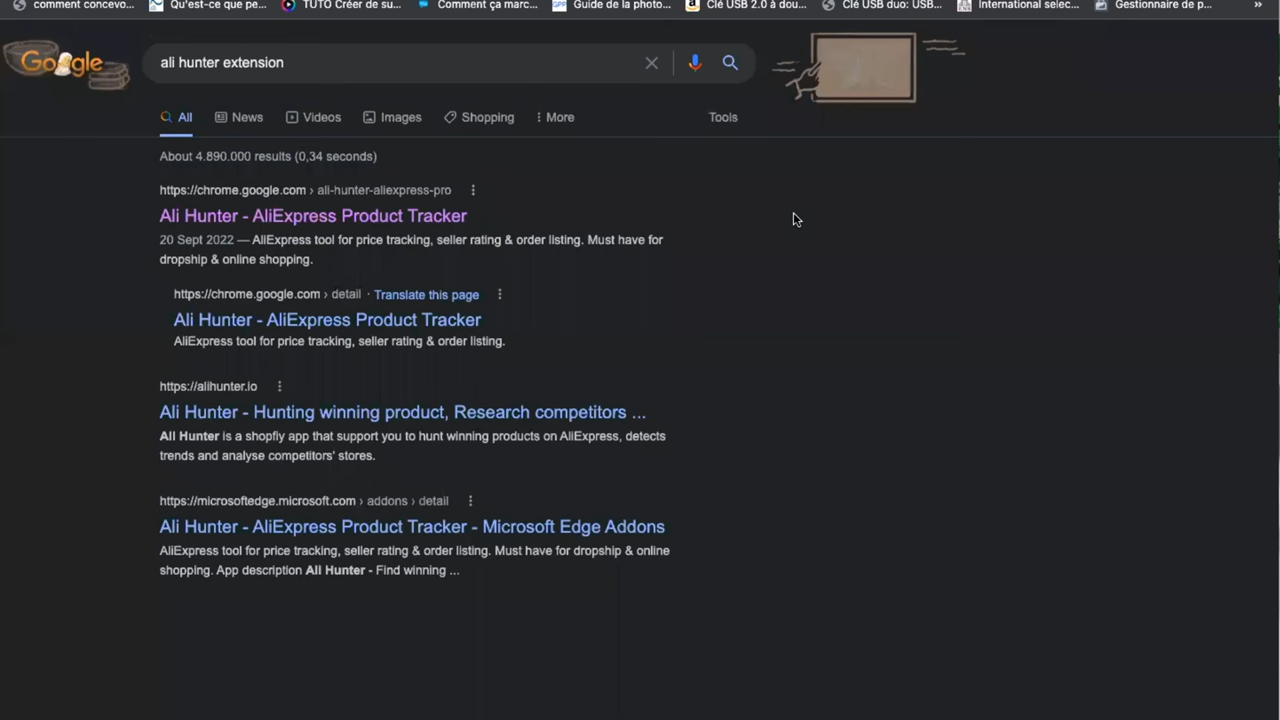 comment concevo...
Qu'est-ce que pe...
TUTO Créer de su...
Comment ça marc...
Guide de la photo...
Clé USB 2.0 à dou...
Clé USB duo: USB...
International selec...
Gestionnaire de p...
»
Google
ali hunter extension
All
News
Videos
Images
Shopping
More
Tools
About 4.890.000 results (0,34 seconds)
https://chrome.google.com › ali-hunter-aliexpress-pro
Ali Hunter - AliExpress Product Tracker
20 Sept 2022 — AliExpress tool for price tracking, seller rating & order listing. Must have for
dropship & online shopping.
https://chrome.google.com › detail · Translate this page
Ali Hunter - AliExpress Product Tracker
AliExpress tool for price tracking, seller rating & order listing.
https://alihunter.io
Ali Hunter - Hunting winning product, Research competitors ...
Ali Hunter is a shopfiy app that support you to hunt winning products on AliExpress, detects
trends and analyse competitors' stores.
https://microsoftedge.microsoft.com › addons › detail
Ali Hunter - AliExpress Product Tracker - Microsoft Edge Addons
AliExpress tool for price tracking, seller rating & order listing. Must have for dropship & online
shopping. App description Ali Hunter - Find winning ...